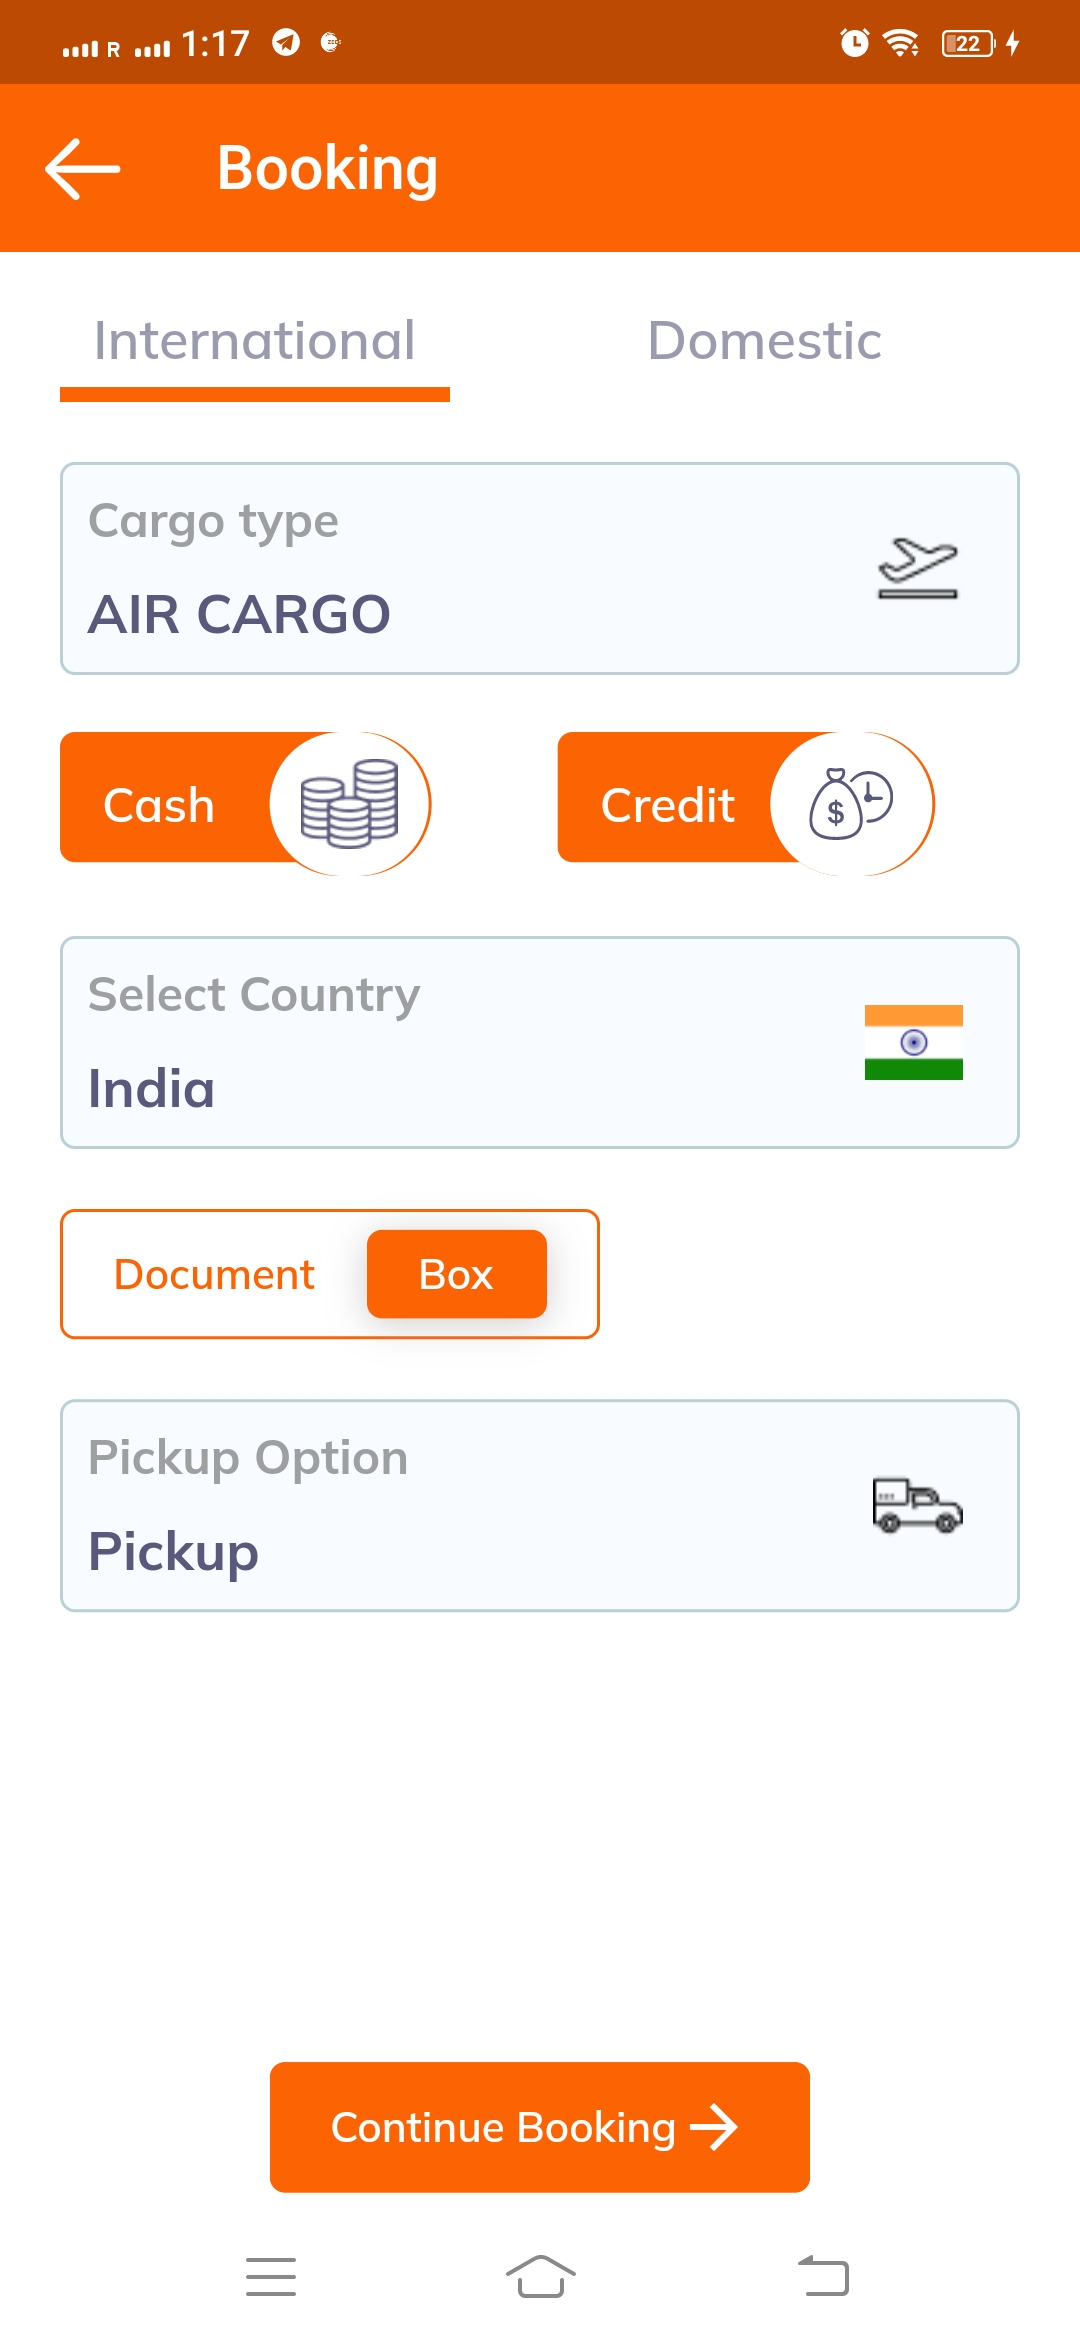 R 1:17 22
Booking
International Domestic
Cargo type
AIR CARGO
Cash Credit
Select Country
India
Document Box
Pickup Option
Pickup
Continue Booking